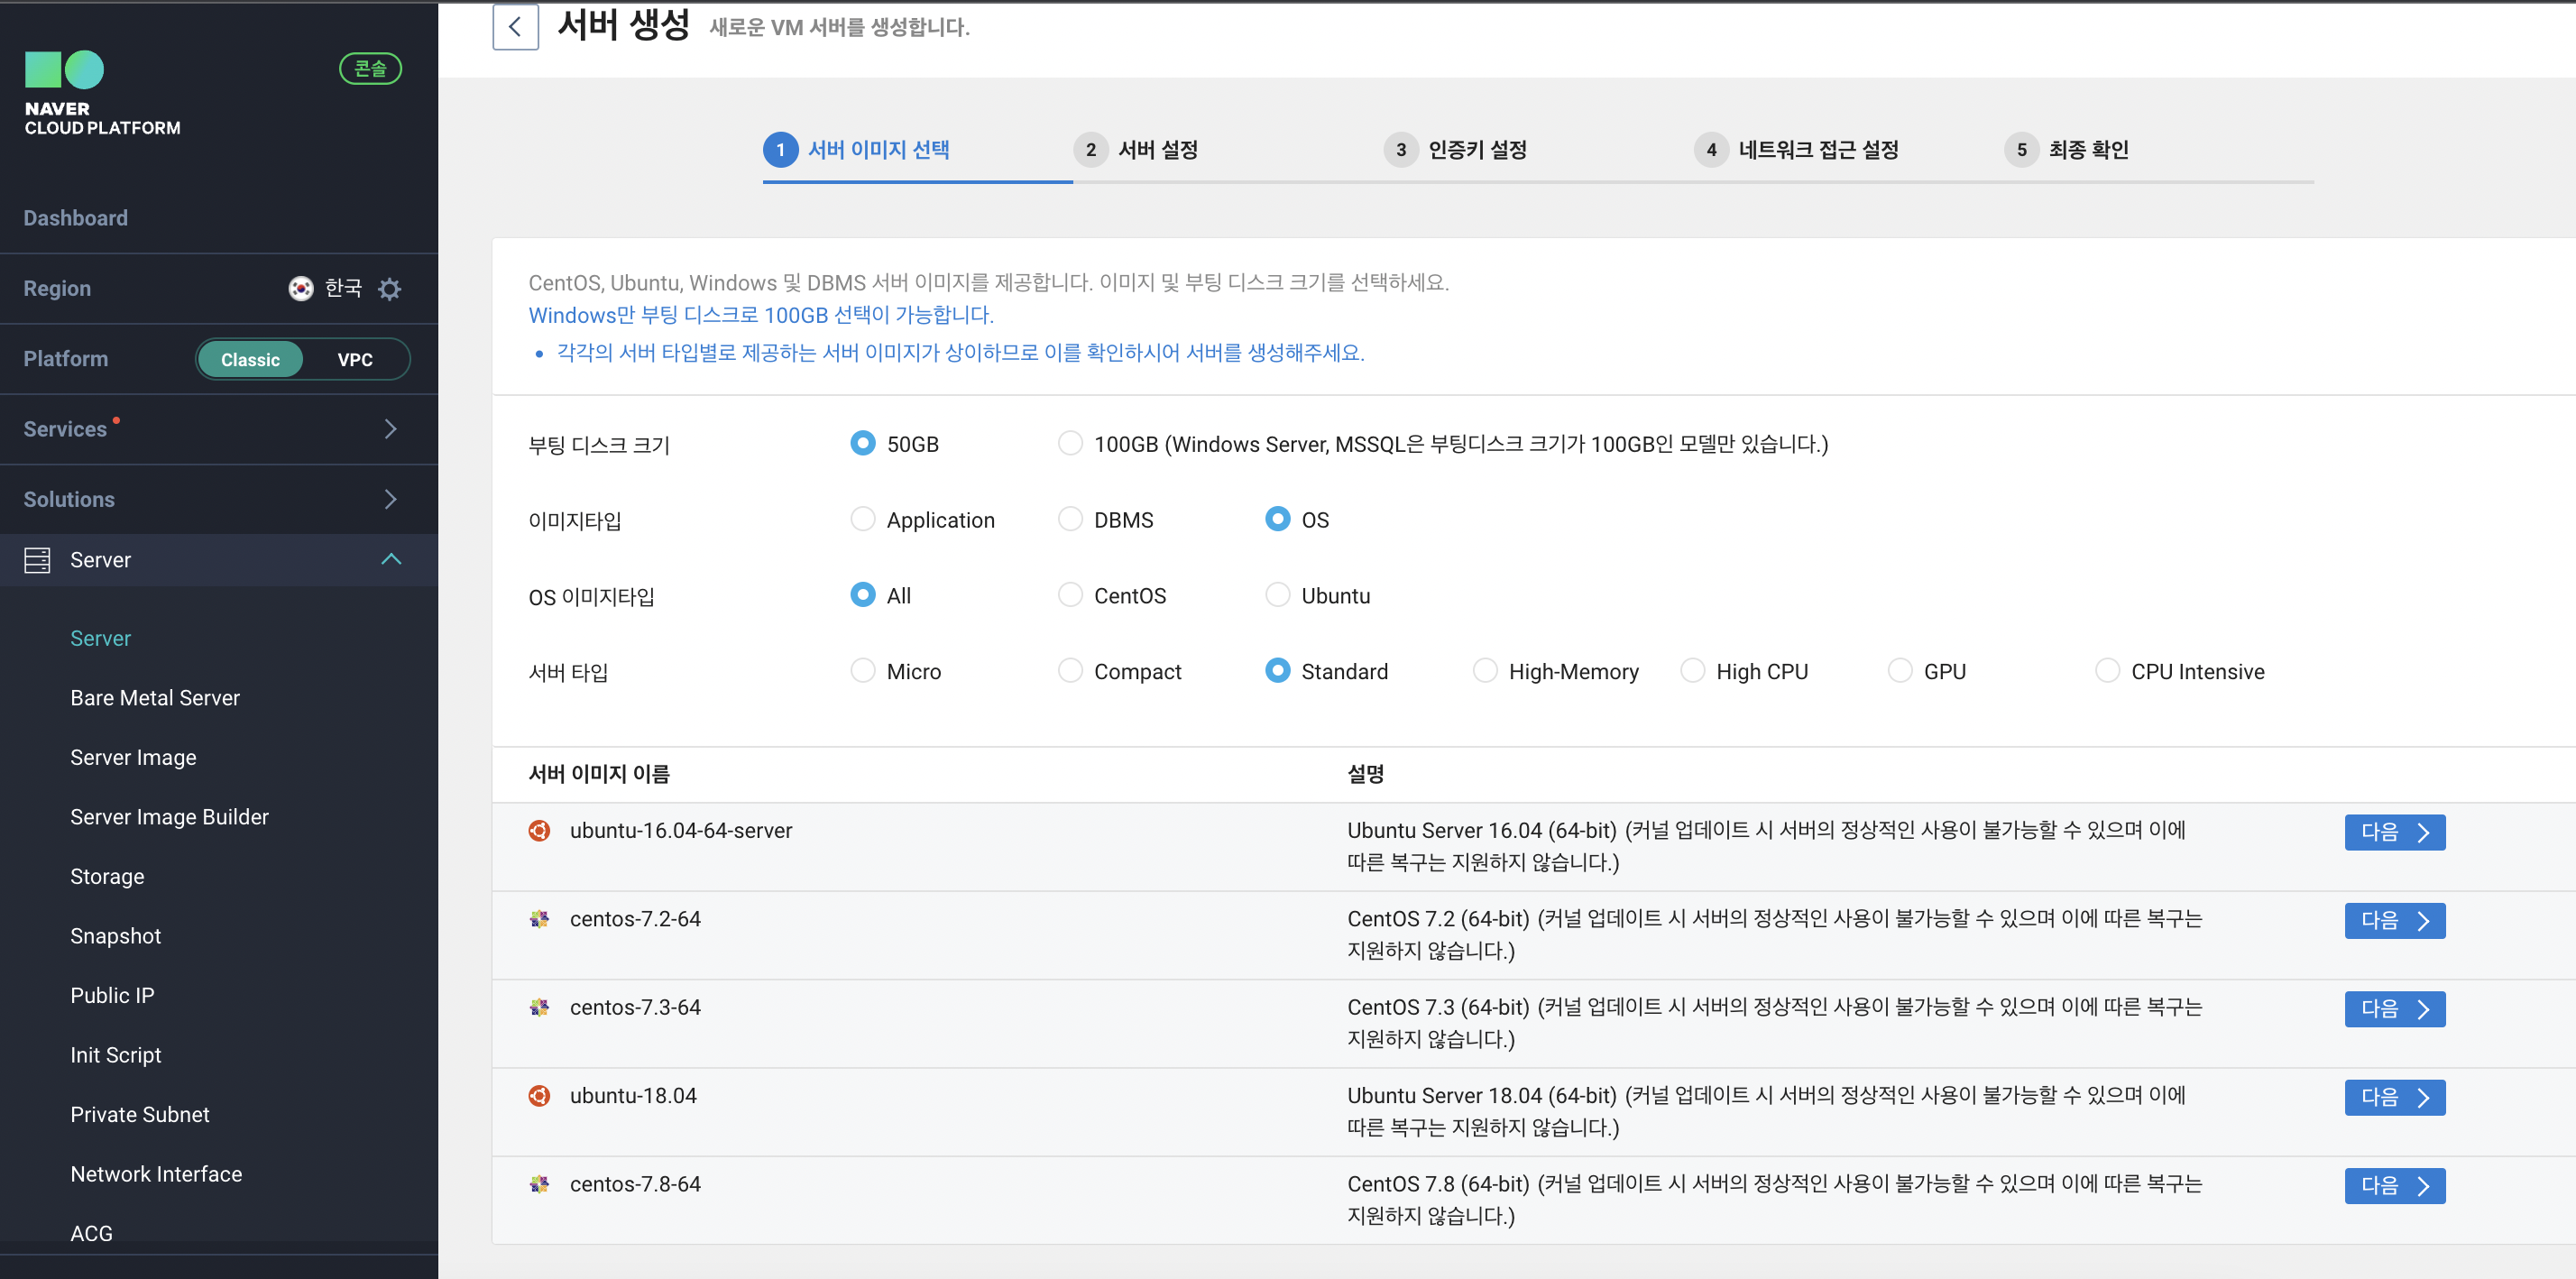 서버 생성 새로운 VM 서버를 생성합니다.
NAVER
CLOUD PLATFORM
콘솔
Dashboard
Region 한국
Platform Classic VPC
Services
Solutions
Server
Server
Bare Metal Server
Server Image
Server Image Builder
Storage
Snapshot
Public IP
Init Script
Private Subnet
Network Interface
ACG
1 서버 이미지 선택 2 서버 설정 3 인증키 설정 4 네트워크 접근 설정 5 최종 확인
CentOS, Ubuntu, Windows 및 DBMS 서버 이미지를 제공합니다. 이미지 및 부팅 디스크 크기를 선택하세요.
Windows만 부팅 디스크로 100GB 선택이 가능합니다.
• 각각의 서버 타입별로 제공하는 서버 이미지가 상이하므로 이를 확인하시어 서버를 생성해주세요.
부팅 디스크 크기 50GB 100GB (Windows Server, MSSQL은 부팅디스크 크기가 100GB인 모델만 있습니다.)
이미지타입 Application DBMS OS
OS 이미지타입 All CentOS Ubuntu
서버 타입 Micro Compact Standard High-Memory High CPU GPU CPU Intensive
서버 이미지 이름 설명
ubuntu-16.04-64-server Ubuntu Server 16.04 (64-bit) (커널 업데이트 시 서버의 정상적인 사용이 불가능할 수 있으며 이에 다음
따른 복구는 지원하지 않습니다.)
centos-7.2-64 CentOS 7.2 (64-bit) (커널 업데이트 시 서버의 정상적인 사용이 불가능할 수 있으며 이에 따른 복구는 다음
지원하지 않습니다.)
centos-7.3-64 CentOS 7.3 (64-bit) (커널 업데이트 시 서버의 정상적인 사용이 불가능할 수 있으며 이에 따른 복구는 다음
지원하지 않습니다.)
ubuntu-18.04 Ubuntu Server 18.04 (64-bit) (커널 업데이트 시 서버의 정상적인 사용이 불가능할 수 있으며 이에 다음
따른 복구는 지원하지 않습니다.)
centos-7.8-64 CentOS 7.8 (64-bit) (커널 업데이트 시 서버의 정상적인 사용이 불가능할 수 있으며 이에 따른 복구는 다음
지원하지 않습니다.)